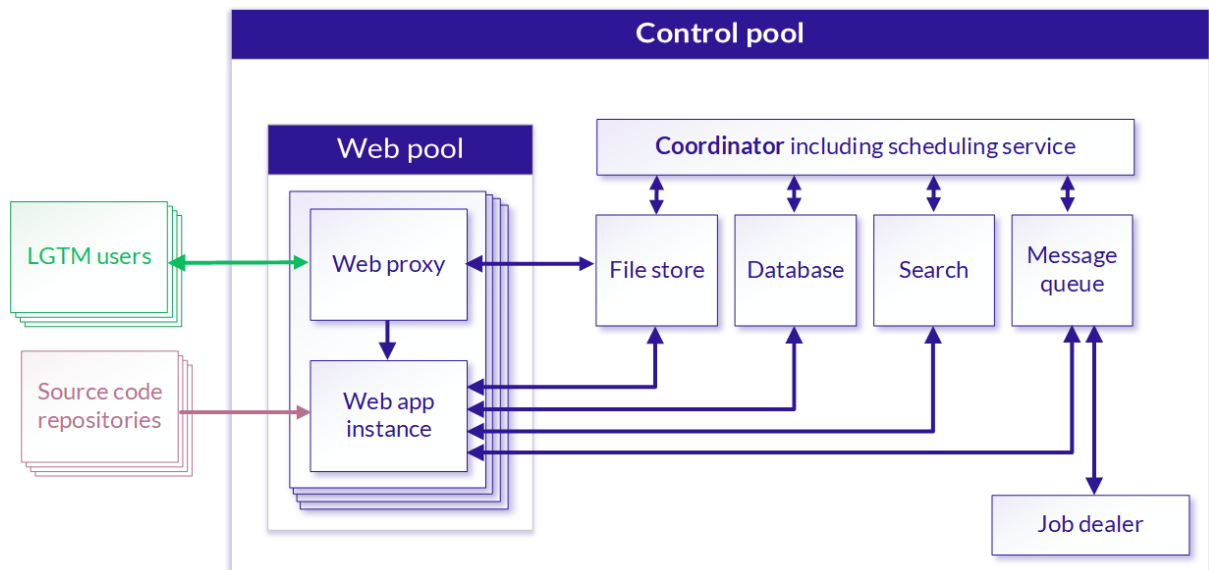 Control pool
Web pool
Coordinator including scheduling service
LGTM users
Web proxy
File store
Database
Search
Message
queue
Source code
repositories
Web app
instance
Job dealer